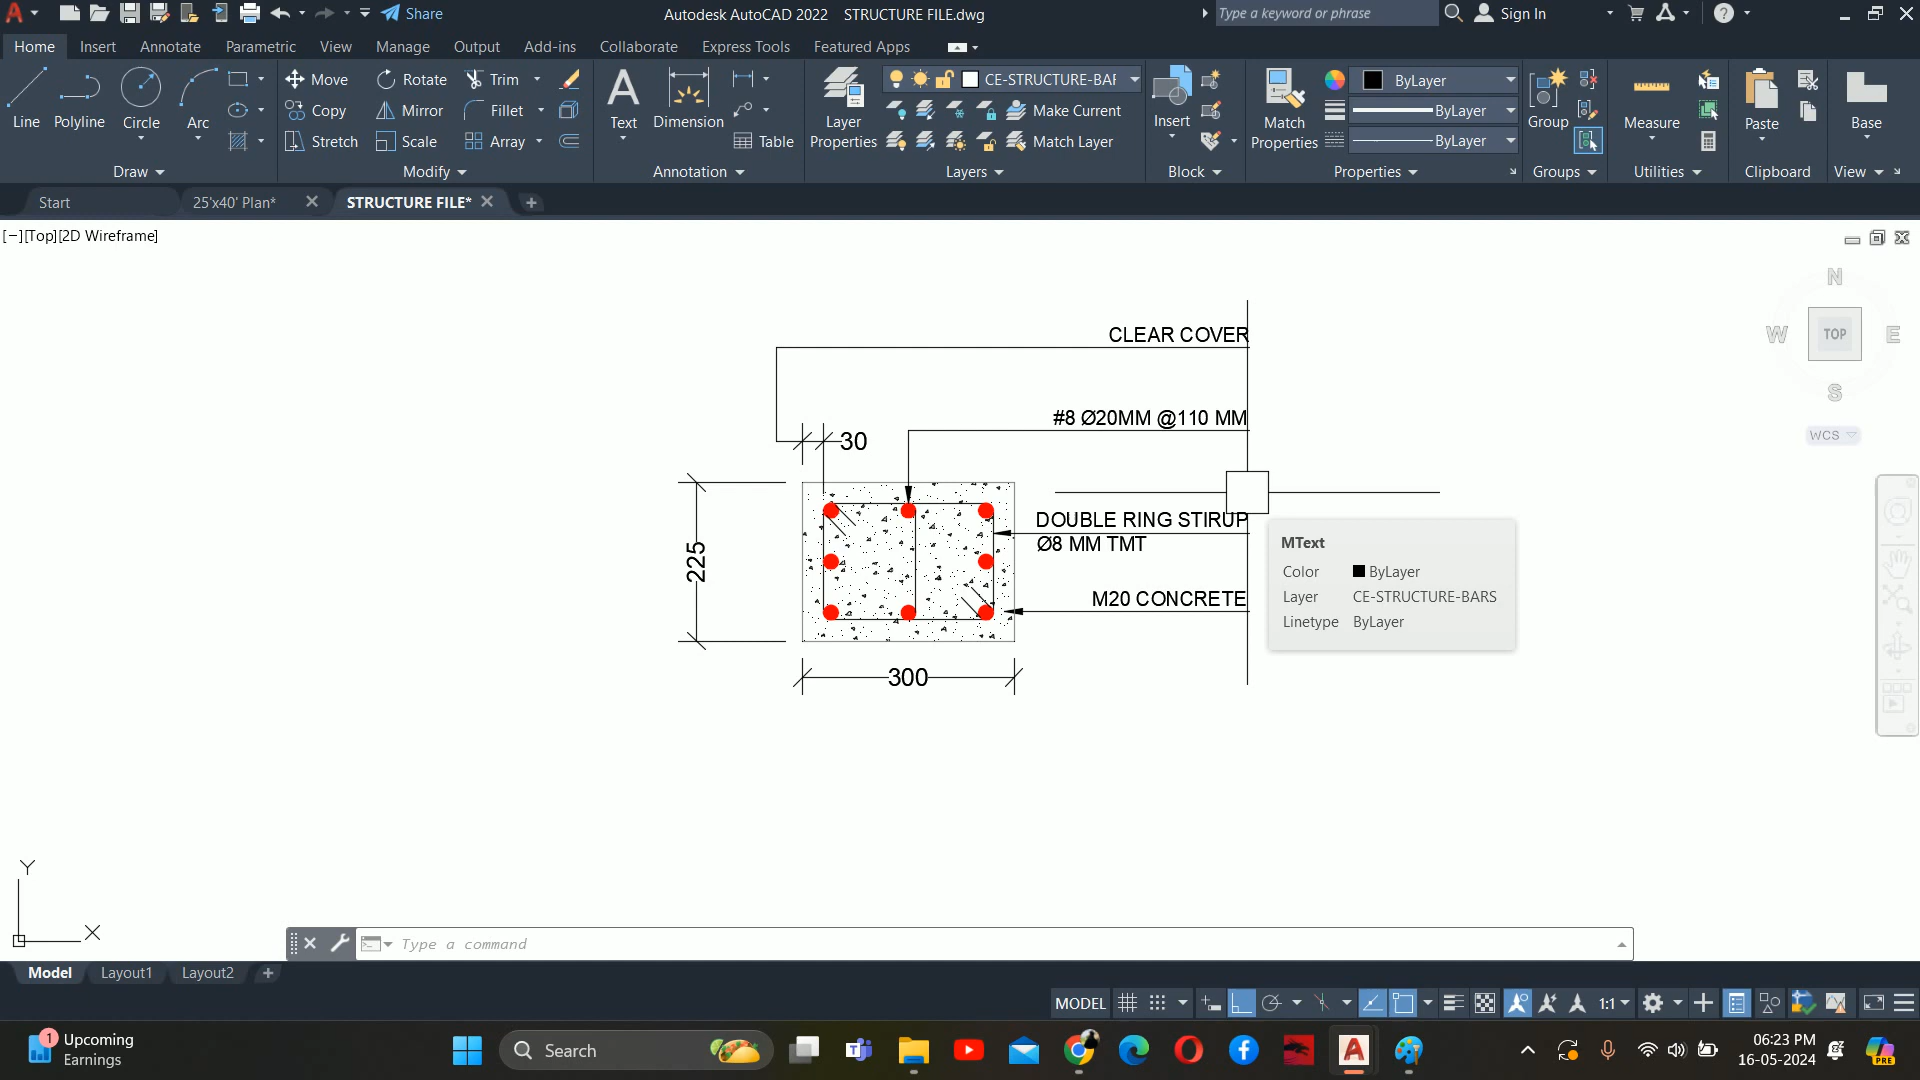 Share
Autodesk AutoCAD 2022 STRUCTURE FILE.dwg
Type a keyword or phrase
Sign In
Home Insert Annotate Parametric View Manage Output Add-ins Collaborate Express Tools Featured Apps
Line Polyline Circle Arc
Move Rotate Trim
Copy Mirror Fillet
Stretch Scale Array
Text Dimension Table
Layer Properties
CE-STRUCTURE-BAR
Make Current
Match Layer
Insert
Match Properties
ByLayer
ByLayer
ByLayer
Group
Measure
Paste
Base
Draw Modify Annotation Layers Block Properties Groups Utilities Clipboard View
Start 25'x40' Plan* STRUCTURE FILE*
[−][Top][2D Wireframe]
N
W TOP E
S
WCS
CLEAR COVER
#8 Ø20MM @110 MM
30
225
DOUBLE RING STIRUP
Ø8 MM TMT
M20 CONCRETE
300
MText
Color ByLayer
Layer CE-STRUCTURE-BARS
Linetype ByLayer
Y
X
Type a command
Model Layout1 Layout2
MODEL 1:1
1
Upcoming
Earnings
Search
06:23 PM
16-05-2024
PRE